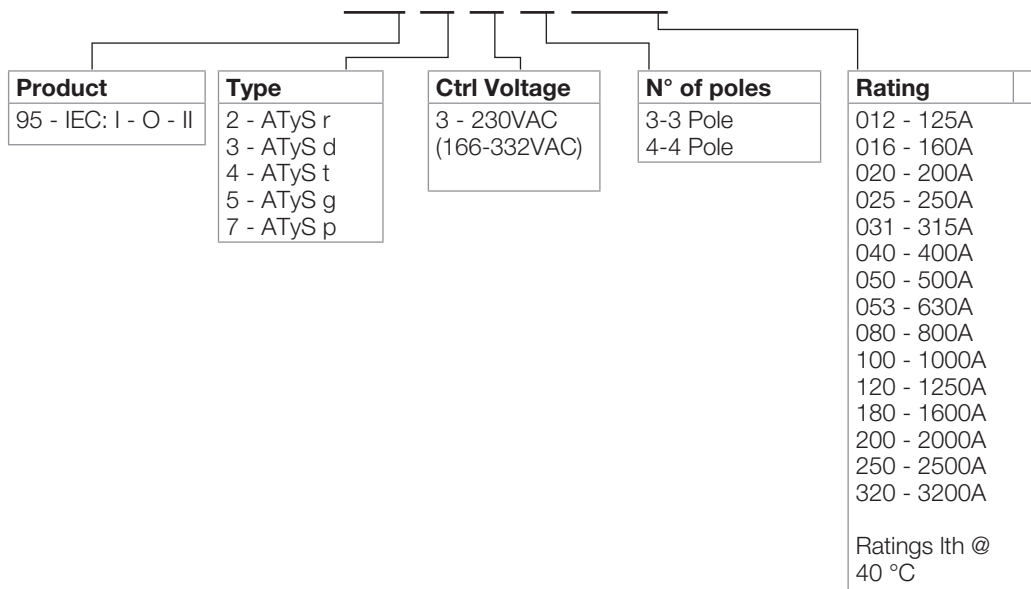 Product
95 - IEC: I - O - II
Type
2 - ATyS r
3 - ATyS d
4 - ATyS t
5 - ATyS g
7 - ATyS p
Ctrl Voltage
3 - 230VAC
(166-332VAC)
N° of poles
3-3 Pole
4-4 Pole
Rating
012 - 125A
016 - 160A
020 - 200A
025 - 250A
031 - 315A
040 - 400A
050 - 500A
053 - 630A
080 - 800A
100 - 1000A
120 - 1250A
180 - 1600A
200 - 2000A
250 - 2500A
320 - 3200A
Ratings Ith @
40 °C